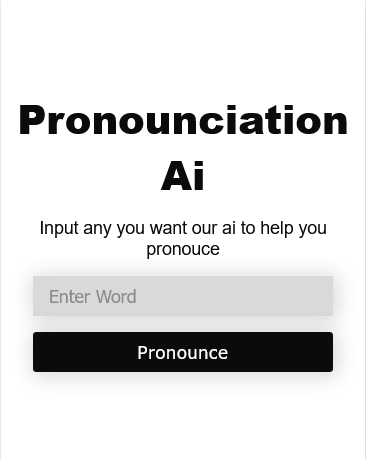 Pronounciation
Ai
Input any you want our ai to help you
pronouce
Enter Word
Pronounce